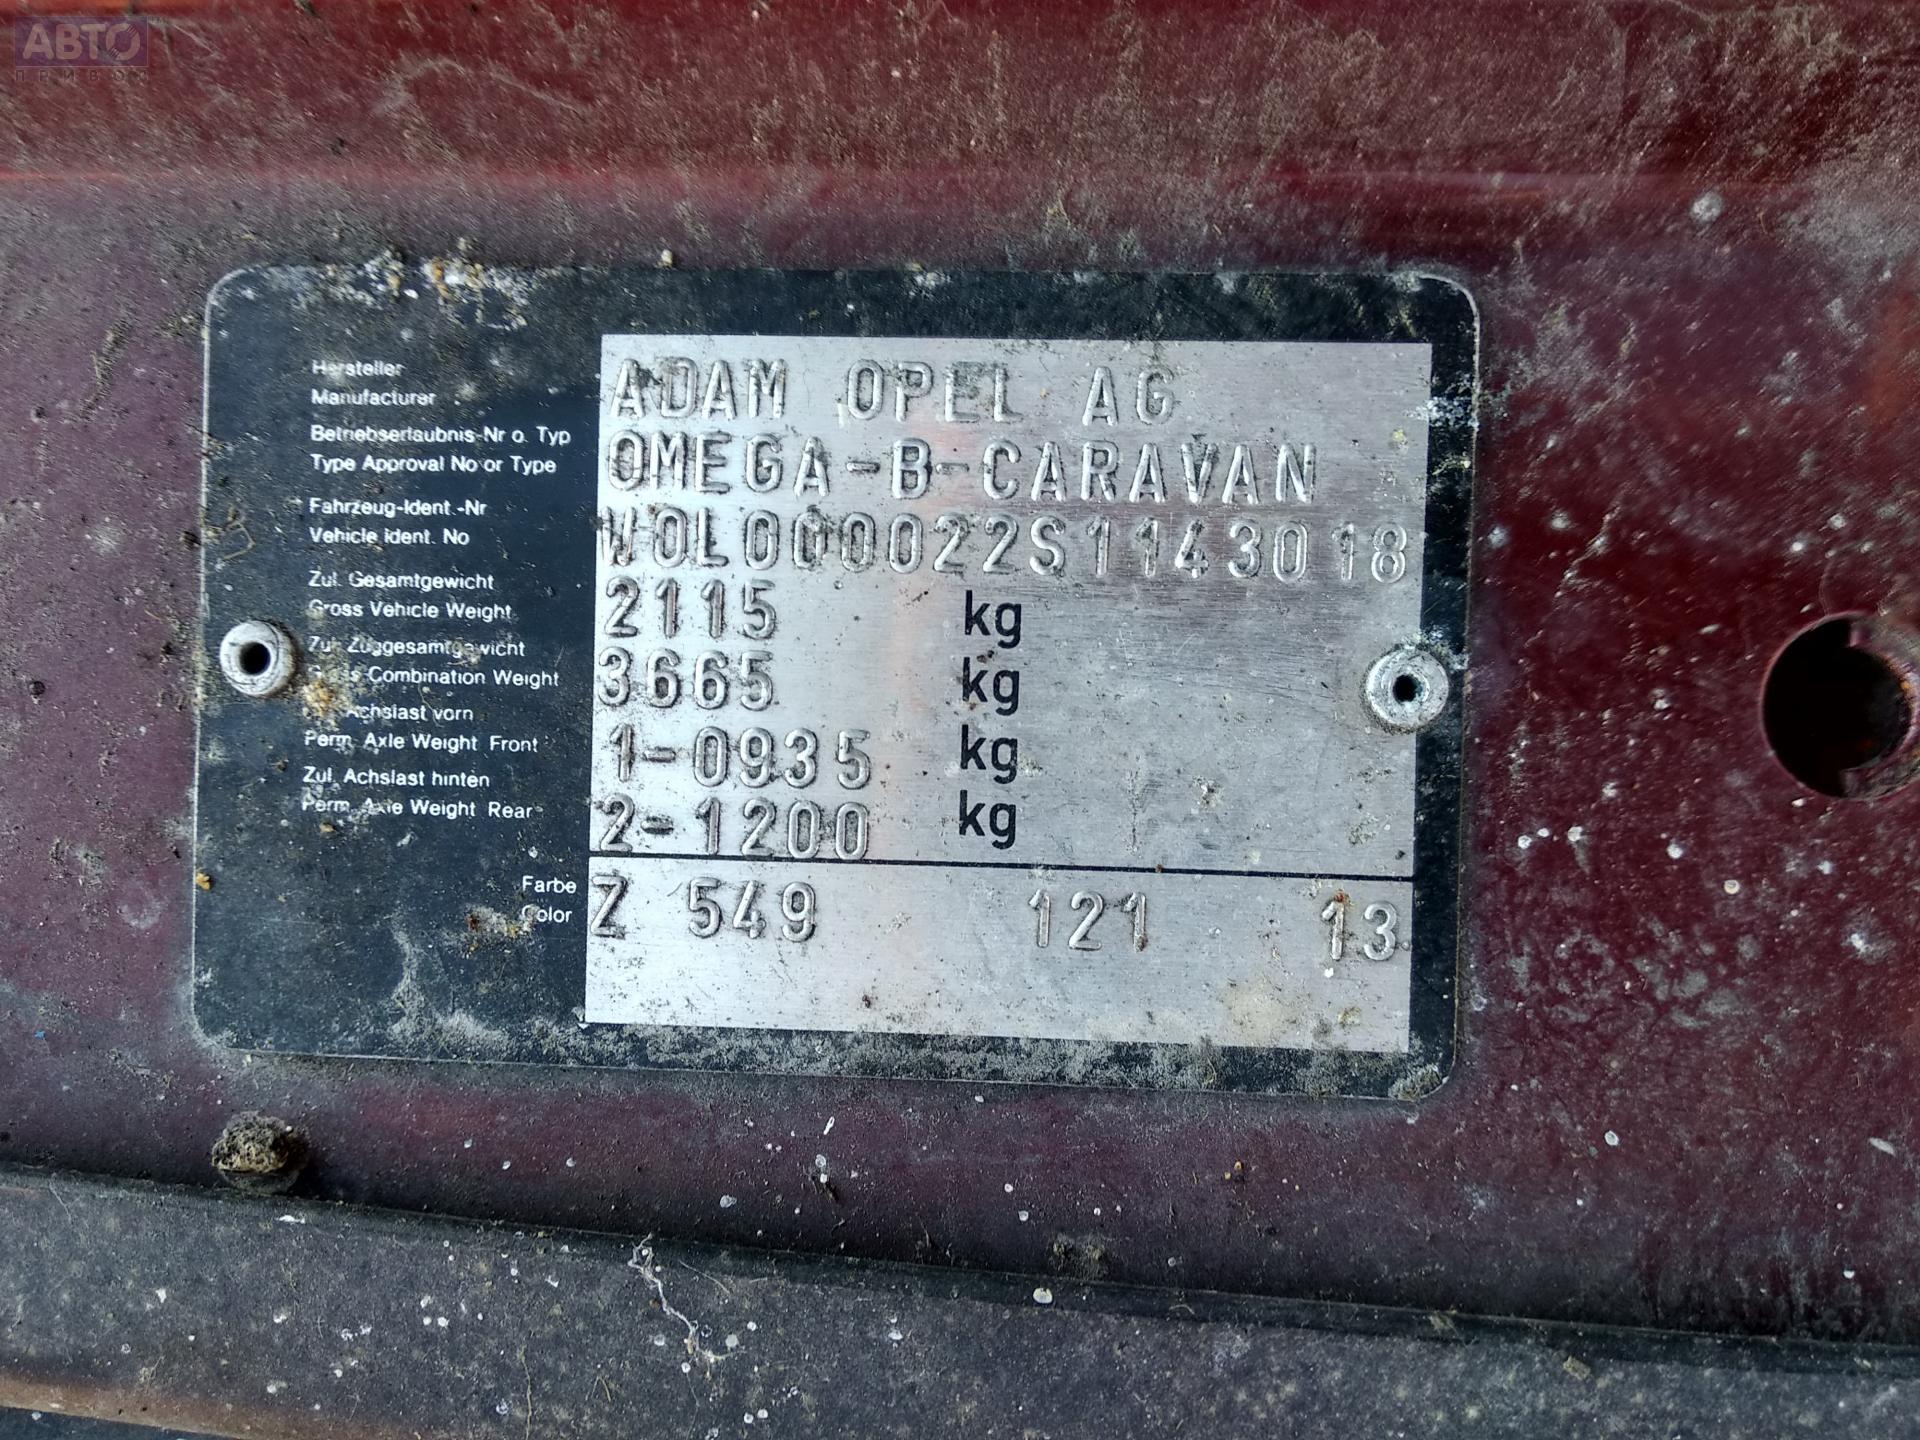 АВТО
ПРИВОЗ
Hersteller
Manufacturer
ADAM OPEL AG
Betriebserlaubnis-Nr o. Typ
Type Approval No or Type
OMEGA-B-CARAVAN
Fahrzeug-Ident.-Nr
Vehicle Ident. No
W0L000022S1143018
Zul. Gesamtgewicht
Gross Vehicle Weight
2115 kg
Zul. Zuggesamtgewicht
Gross Combination Weight
3665 kg
Achslast vorn
Perm. Axle Weight Front
1-0935 kg
Zul. Achslast hinten
Perm. Axle Weight Rear
2-1200 kg
Farbe
Color
Z 549 121 13